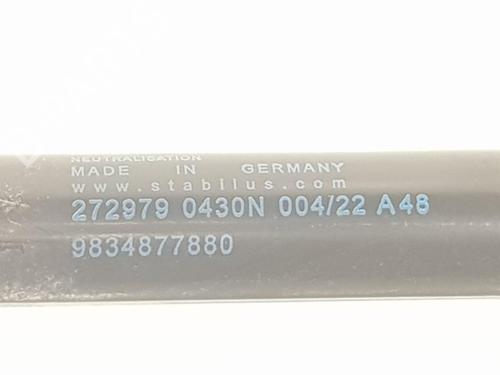 NEUTRALISATION
MADE IN GERMANY
www.stabilus.com
272979 0430N 004/22 A48
9834877880